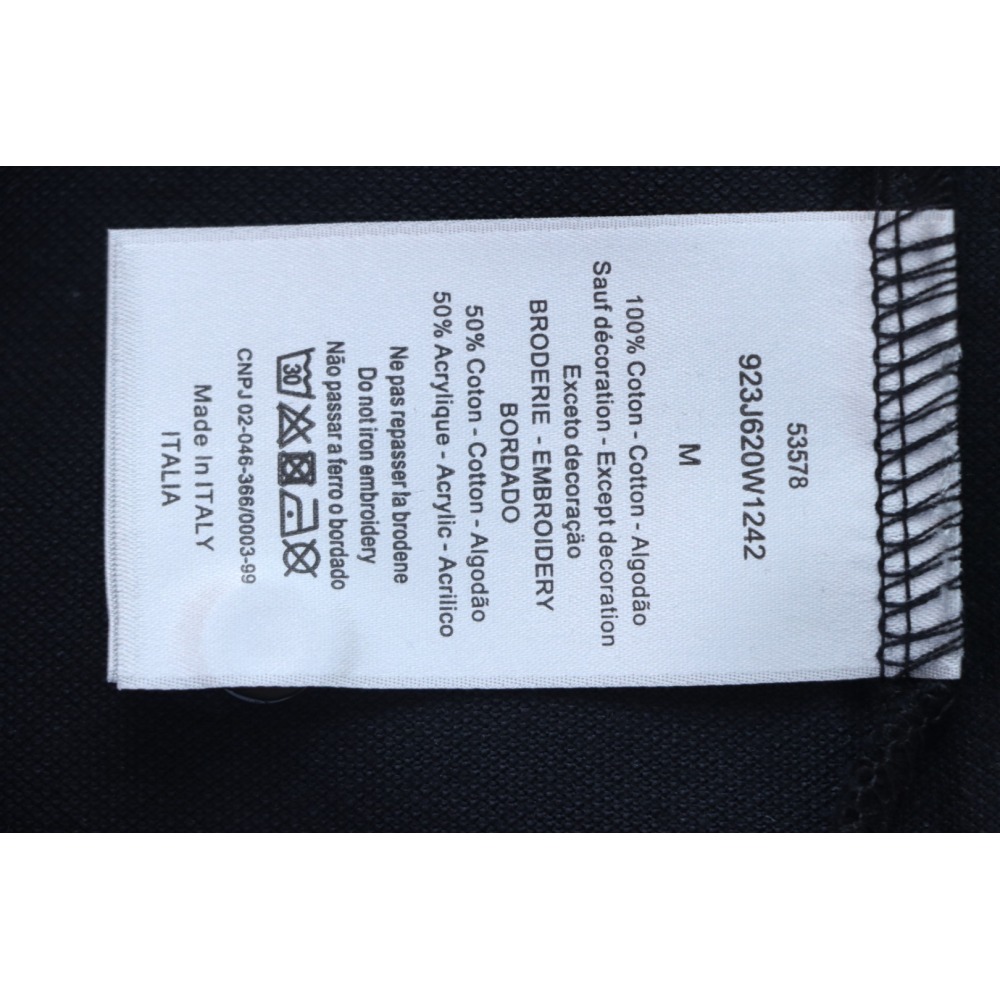 53578
923J620W1242
M
100% Coton - Cotton - Algodão
Sauf décoration - Except decoration
Exceto decoração
BRODERIE - EMBROIDERY
BORDADO
50% Coton - Cotton - Algodão
50% Acrylique - Acrylic - Acrilico
Ne pas repasser la brodene
Do not iron embroidery
Não passar a ferro o bordado
30
CNPJ 02-046-366/0003-99
Made In ITALY
ITALIA